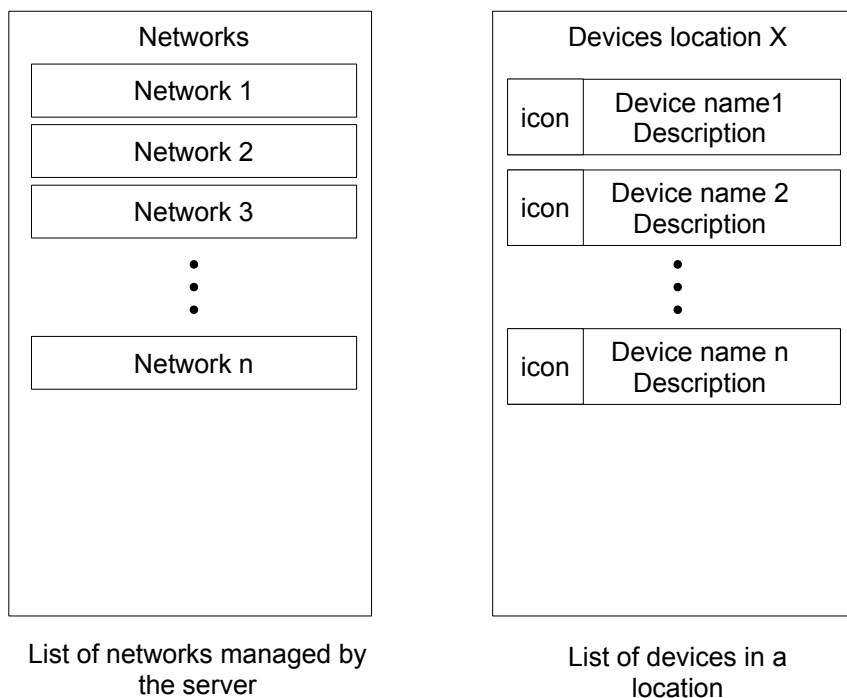 Networks
Network 1
Network 2
Network 3
Network n
List of networks managed by
the server
Devices location X
icon
Device name1
Description
icon
Device name 2
Description
icon
Device name n
Description
List of devices in a
location